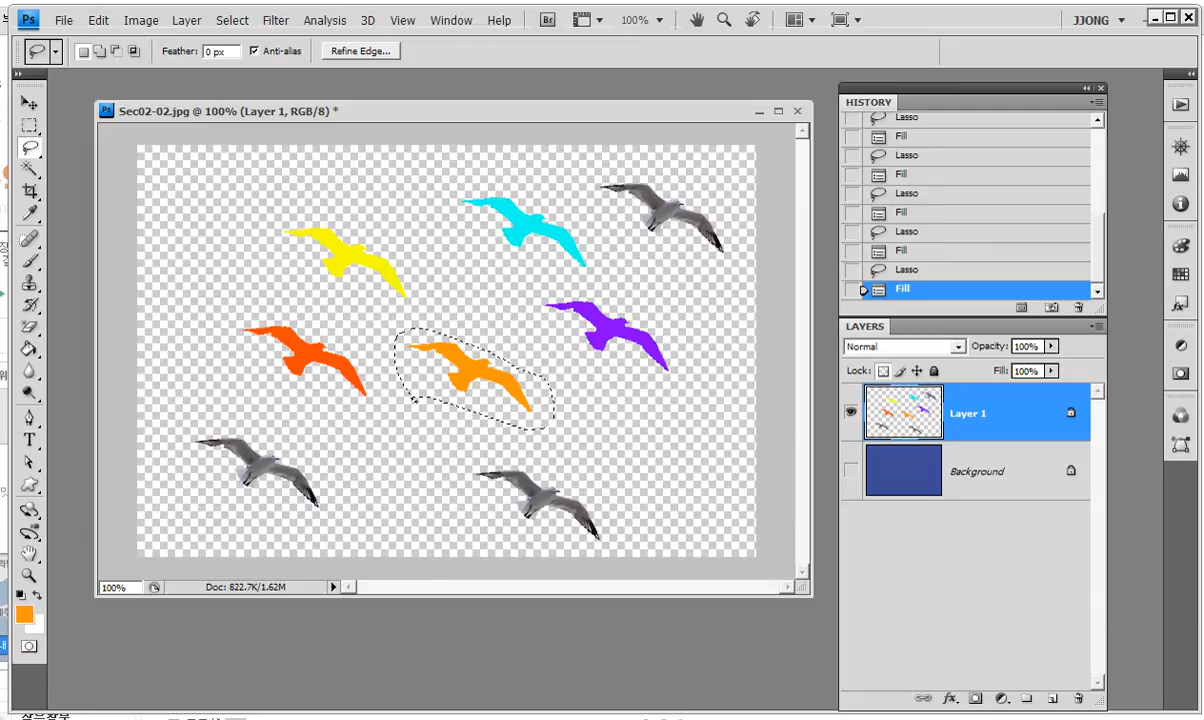 Ps File Edit Image Layer Select Filter Analysis 3D View Window Help Br 100% JJONG
Feather: 0 px Anti-alias Refine Edge...
Ps Sec02-02.jpg @ 100% (Layer 1, RGB/8) *
HISTORY
Lasso
Fill
Lasso
Fill
Lasso
Fill
Lasso
Fill
Lasso
Fill
LAYERS
Normal Opacity: 100%
Lock: Fill: 100%
Layer 1
Background
T
100% Doc: 822.7K/1.62M
fx